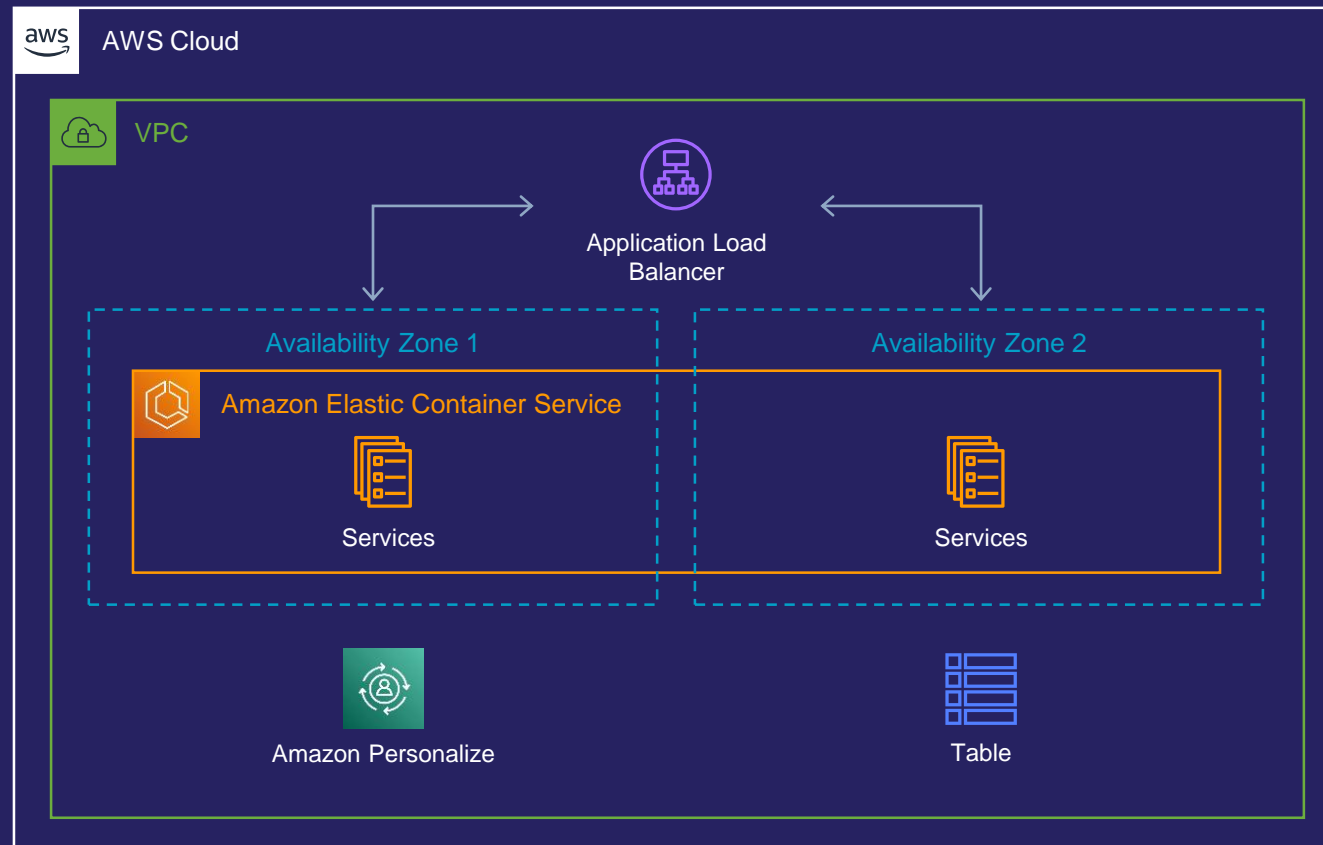 aws
AWS Cloud
VPC
Application Load
Balancer
Availability Zone 1
Availability Zone 2
Amazon Elastic Container Service
Services
Services
Amazon Personalize
Table